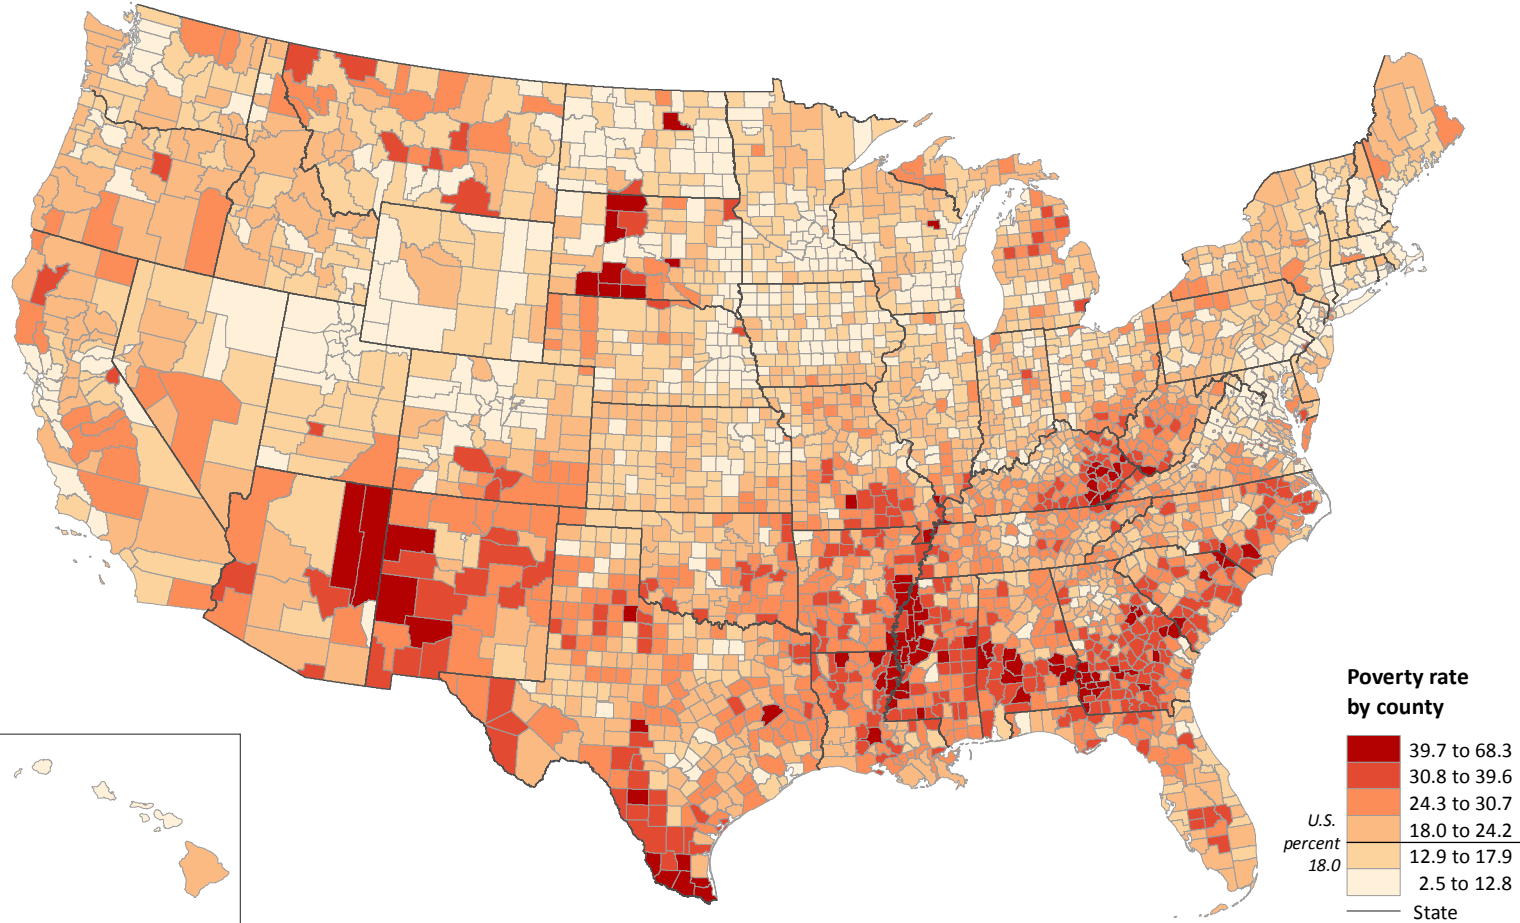 Poverty rate
by county
39.7 to 68.3
30.8 to 39.6
24.3 to 30.7
18.0 to 24.2
12.9 to 17.9
2.5 to 12.8
U.S.
percent
18.0
State